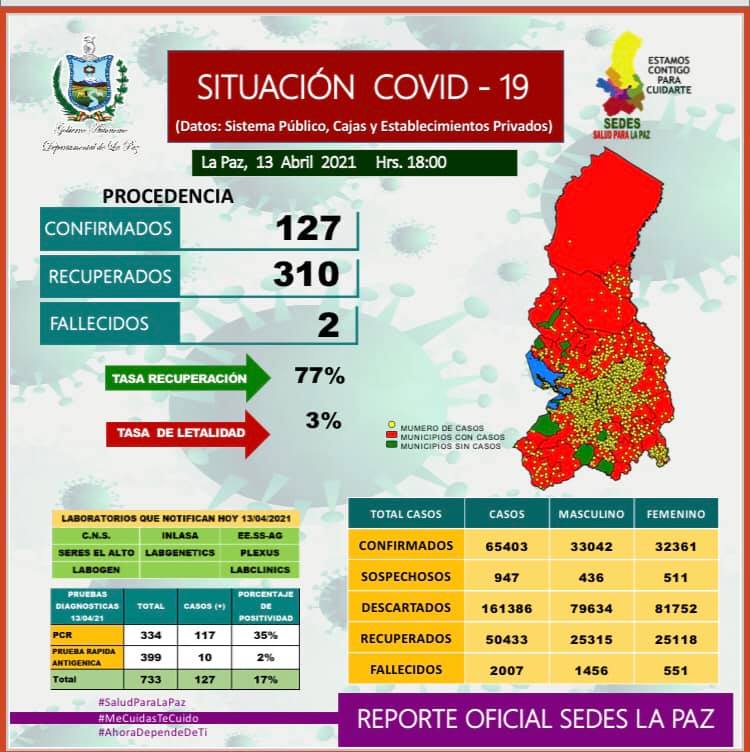 Gobierno Autónomo
Departamental de La Paz
SITUACIÓN COVID - 19
(Datos: Sistema Público, Cajas y Establecimientos Privados)
ESTAMOS
CONTIGO
PARA
CUIDARTE
SEDES
SALUD PARA LA PAZ
La Paz, 13 Abril 2021 Hrs. 18:00
PROCEDENCIA
CONFIRMADOS 127
RECUPERADOS 310
FALLECIDOS 2
TASA RECUPERACIÓN 77%
TASA DE LETALIDAD 3%
MUMERO DE CASOS
MUNICIPIOS CON CASOS
MUNICIPIOS SIN CASOS
LABORATORIOS QUE NOTIFICAN HOY 13/04/2021
C.N.S. INLASA EE.SS-AG
SERES EL ALTO LABGENETICS PLEXUS
LABOGEN LABCLINICS
PRUEBAS DIAGNOSTICAS 13/04/21 TOTAL CASOS (+) PORCENTAJE DE POSITIVIDAD
PCR 334 117 35%
PRUEBA RAPIDA ANTIGENICA 399 10 2%
Total 733 127 17%
TOTAL CASOS CASOS MASCULINO FEMENINO
CONFIRMADOS 65403 33042 32361
SOSPECHOSOS 947 436 511
DESCARTADOS 161386 79634 81752
RECUPERADOS 50433 25315 25118
FALLECIDOS 2007 1456 551
#SaludParaLaPaz
#MeCuidasTeCuido
#AhoraDependeDeTi
REPORTE OFICIAL SEDES LA PAZ